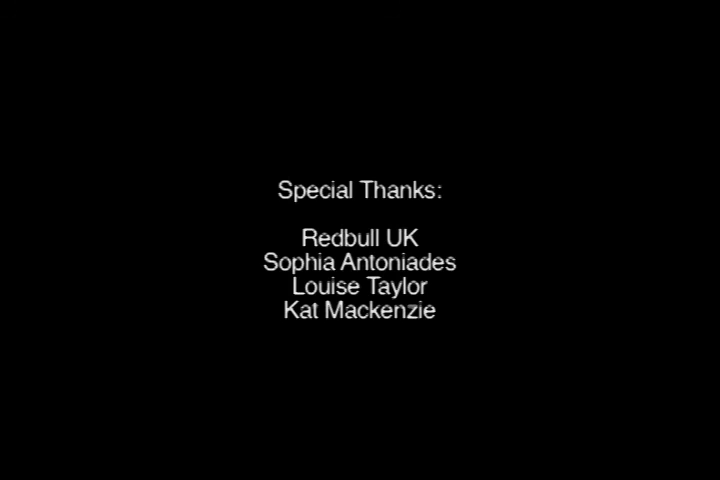 Special Thanks:
Redbull UK
Sophia Antoniades
Louise Taylor
Kat Mackenzie